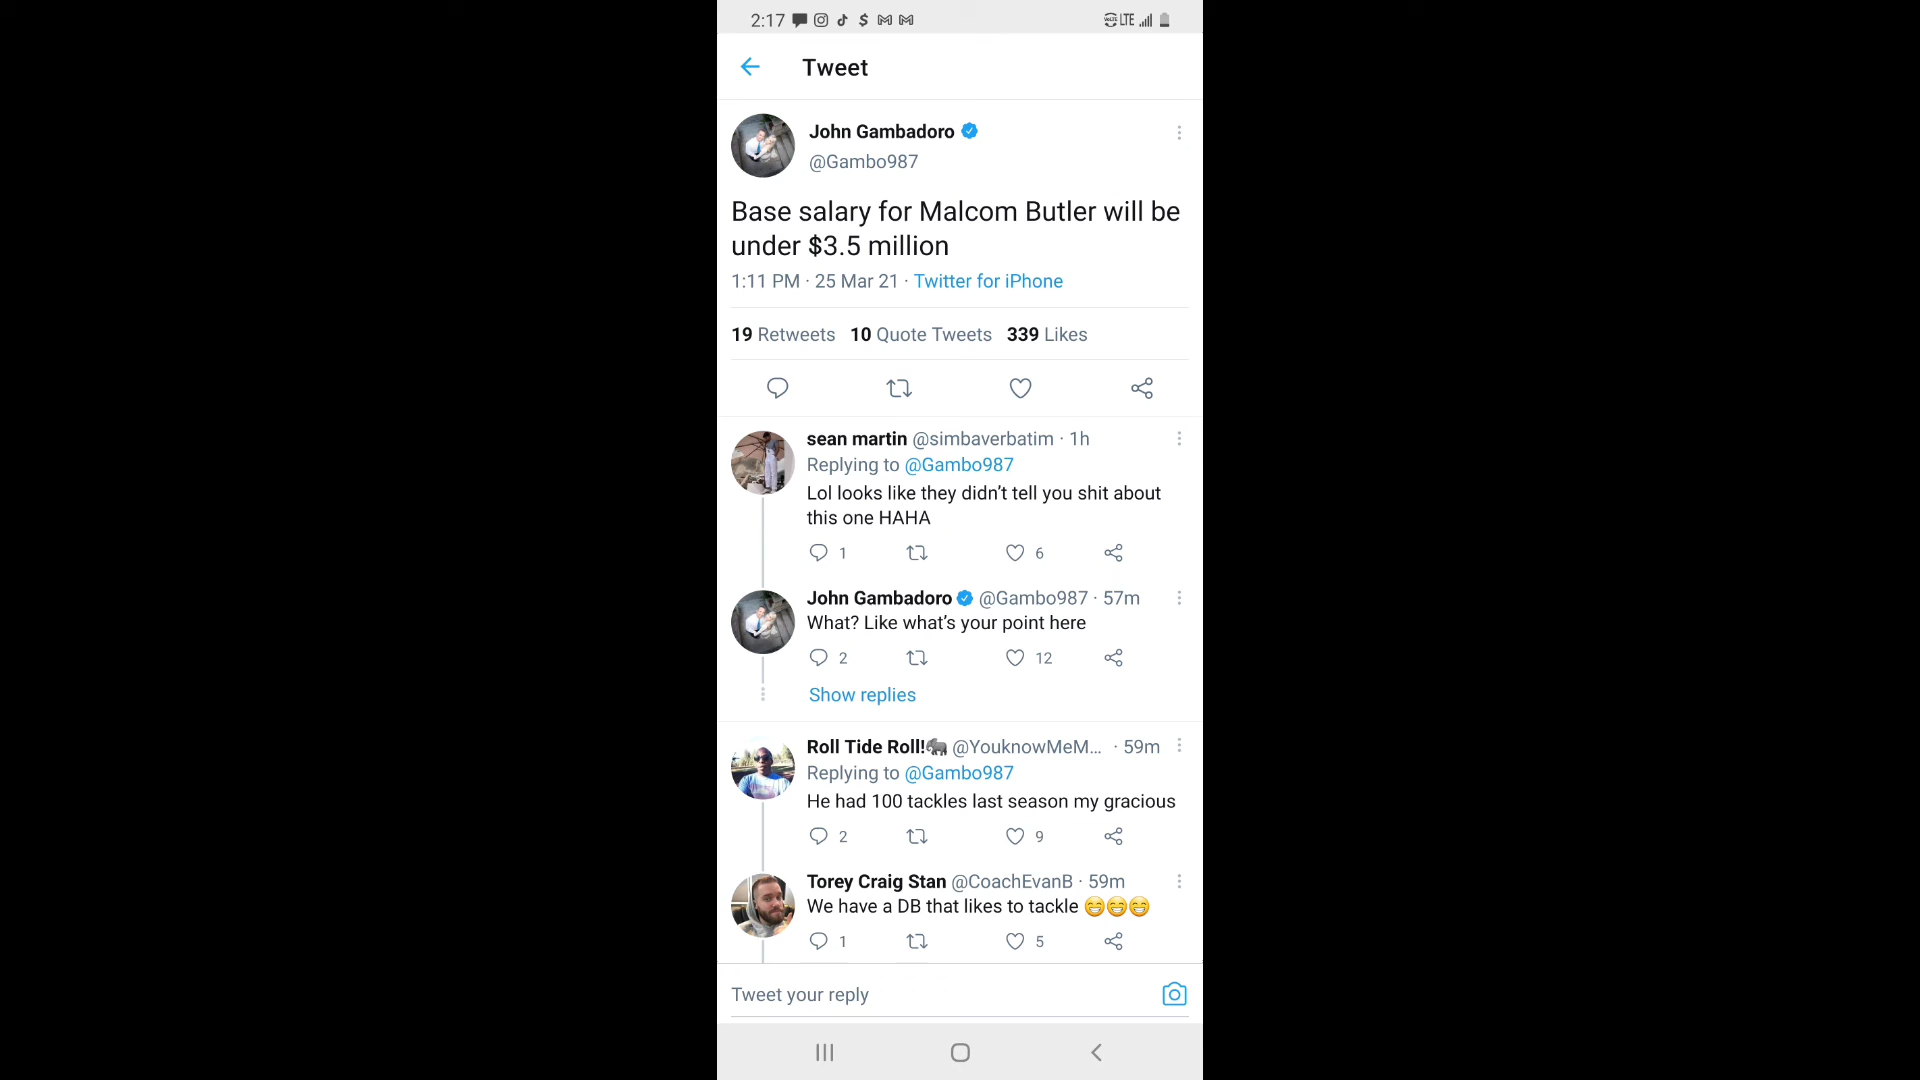 2:17
LTE
Tweet
John Gambadoro
@Gambo987
Base salary for Malcom Butler will be
under $3.5 million
1:11 PM · 25 Mar 21 · Twitter for iPhone
19 Retweets 10 Quote Tweets 339 Likes
sean martin @simbaverbatim · 1h
Replying to @Gambo987
Lol looks like they didn’t tell you shit about
this one HAHA
1 6
John Gambadoro @Gambo987 · 57m
What? Like what’s your point here
2 12
Show replies
Roll Tide Roll!🐘 @YouknowMeM... · 59m
Replying to @Gambo987
He had 100 tackles last season my gracious
2 9
Torey Craig Stan @CoachEvanB · 59m
We have a DB that likes to tackle 😁😁😁
1 5
Tweet your reply